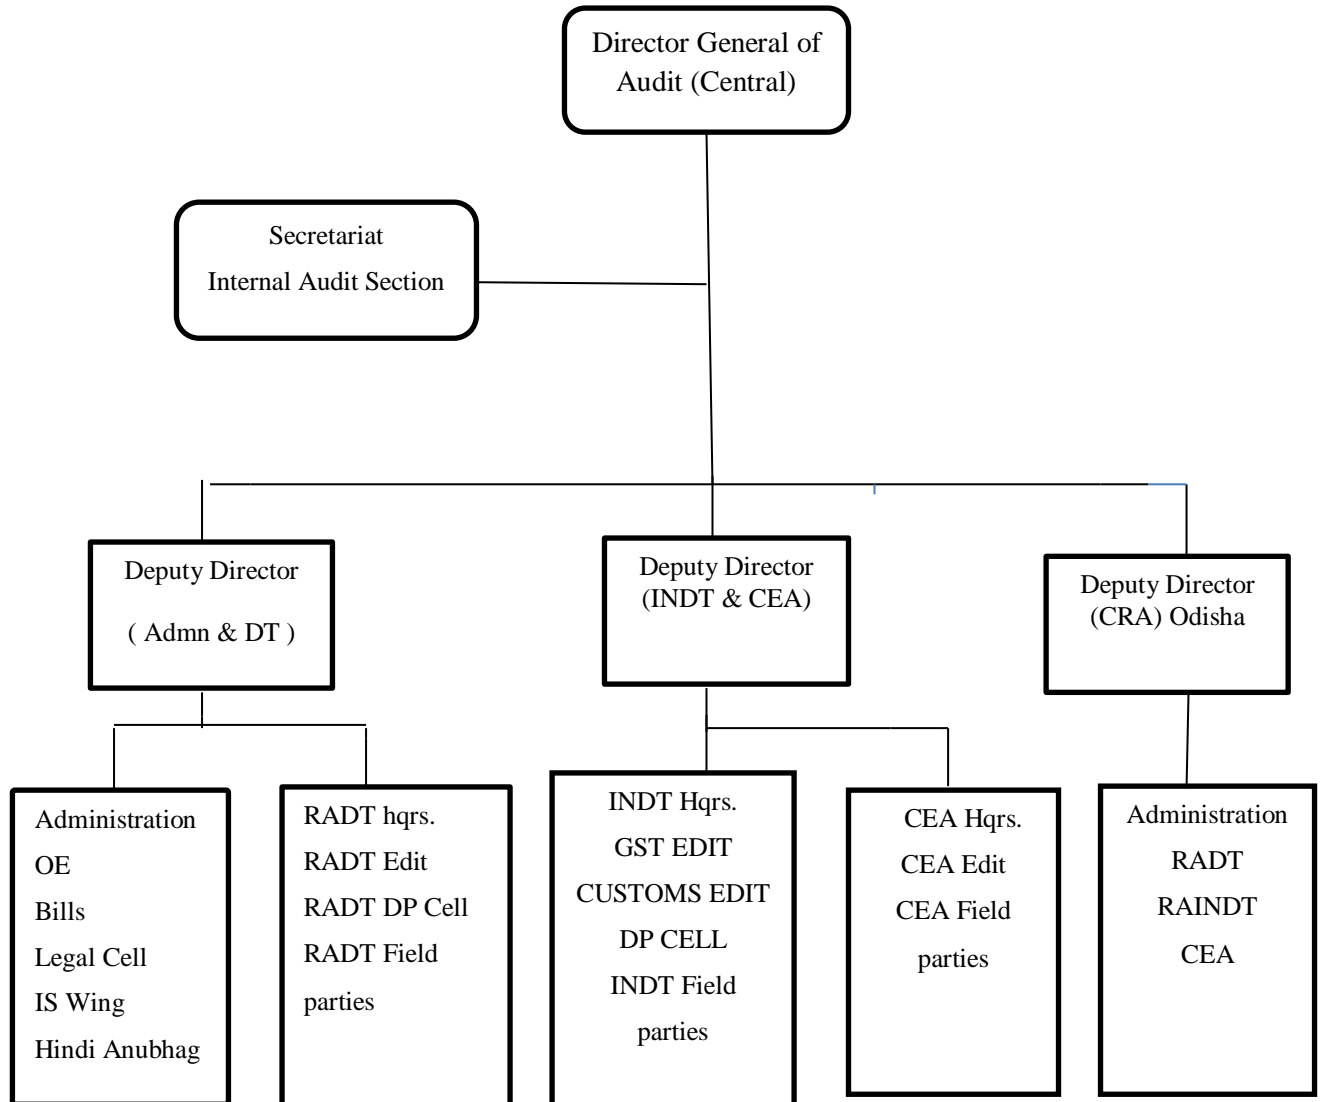 Director General of
Audit (Central)
Secretariat
Internal Audit Section
Deputy Director
( Admn & DT )
Deputy Director
(INDT & CEA)
Deputy Director
(CRA) Odisha
Administration
OE
Bills
Legal Cell
IS Wing
Hindi Anubhag
RADT hqrs.
RADT Edit
RADT DP Cell
RADT Field
parties
INDT Hqrs.
GST EDIT
CUSTOMS EDIT
DP CELL
INDT Field
parties
CEA Hqrs.
CEA Edit
CEA Field
parties
Administration
RADT
RAINDT
CEA